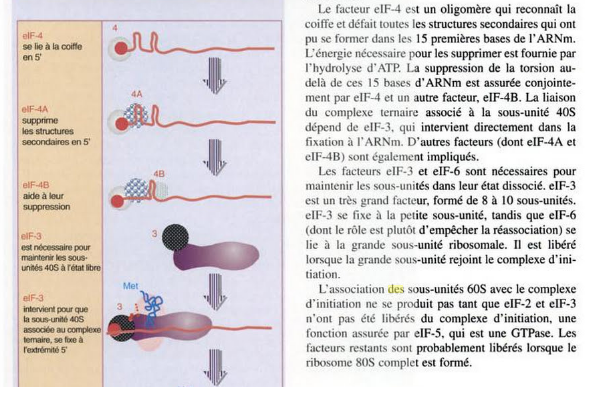 4
eIF-4
se lie à la coiffe
en 5'
4A
eIF-4A
supprime
les structures
secondaires en 5'
4B
eIF-4B
aide à leur
suppression
3
eIF-3
est nécessaire pour
maintenir les sous-
unités 40S à l'état libre
Met
eIF-3
intervient pour que
la sous-unité 40S
associée au complexe
ternaire, se fixe à
l'extrémité 5'
3
Le facteur eIF-4 est un oligomère qui reconnaît la
coiffe et défait toutes les structures secondaires qui ont
pu se former dans les 15 premières bases de l'ARNm.
L'énergie nécessaire pour les supprimer est fournie par
l'hydrolyse d'ATP. La suppression de la torsion au-
delà de ces 15 bases d'ARNm est assurée conjointe-
ment par eIF-4 et un autre facteur, eIF-4B. La liaison
du complexe ternaire associé à la sous-unité 40S
dépend de eIF-3, qui intervient directement dans la
fixation à l'ARNm. D'autres facteurs (dont eIF-4A et
eIF-4B) sont également impliqués.
Les facteurs eIF-3 et eIF-6 sont nécessaires pour
maintenir les sous-unités dans leur état dissocié. eIF-3
est un très grand facteur, formé de 8 à 10 sous-unités.
eIF-3 se fixe à la petite sous-unité, tandis que eIF-6
(dont le rôle est plutôt d'empêcher la réassociation) se
lie à la grande sous-unité ribosomale. Il est libéré
lorsque la grande sous-unité rejoint le complexe d'ini-
tiation.
L'association des sous-unités 60S avec le complexe
d'initiation ne se produit pas tant que eIF-2 et eIF-3
n'ont pas été libérés du complexe d'initiation, une
fonction assurée par eIF-5, qui est une GTPase. Les
facteurs restants sont probablement libérés lorsque le
ribosome 80S complet est formé.